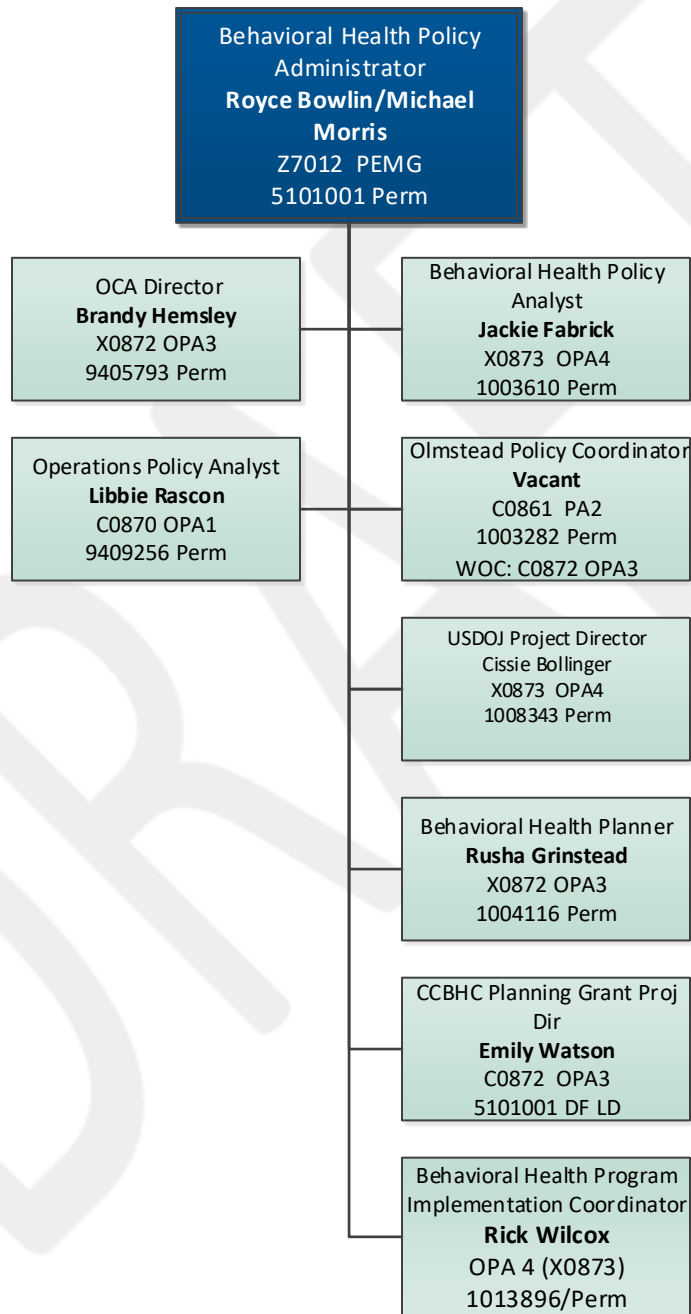 Behavioral Health Policy
Administrator
Royce Bowlin/Michael
Morris
Z7012 PEMG
5101001 Perm
OCA Director
Brandy Hemsley
X0872 OPA3
9405793 Perm
Behavioral Health Policy
Analyst
Jackie Fabrick
X0873 OPA4
1003610 Perm
Operations Policy Analyst
Libbie Rascon
C0870 OPA1
9409256 Perm
Olmstead Policy Coordinator
Vacant
C0861 PA2
1003282 Perm
WOC: C0872 OPA3
USDOJ Project Director
Cissie Bollinger
X0873 OPA4
1008343 Perm
Behavioral Health Planner
Rusha Grinstead
X0872 OPA3
1004116 Perm
CCBHC Planning Grant Proj
Dir
Emily Watson
C0872 OPA3
5101001 DF LD
Behavioral Health Program
Implementation Coordinator
Rick Wilcox
OPA 4 (X0873)
1013896/Perm
DRAFT